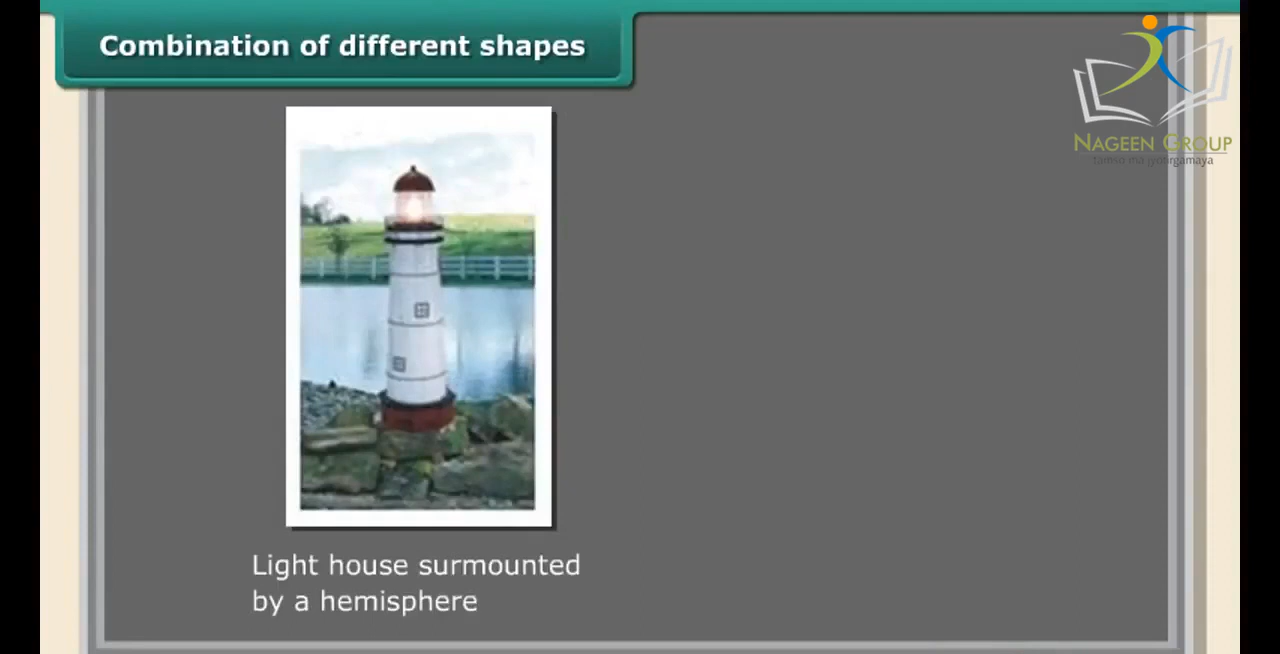 Combination of different shapes
NAGEEN GROUP
tamso ma jyotirgamaya
Light house surmounted
by a hemisphere